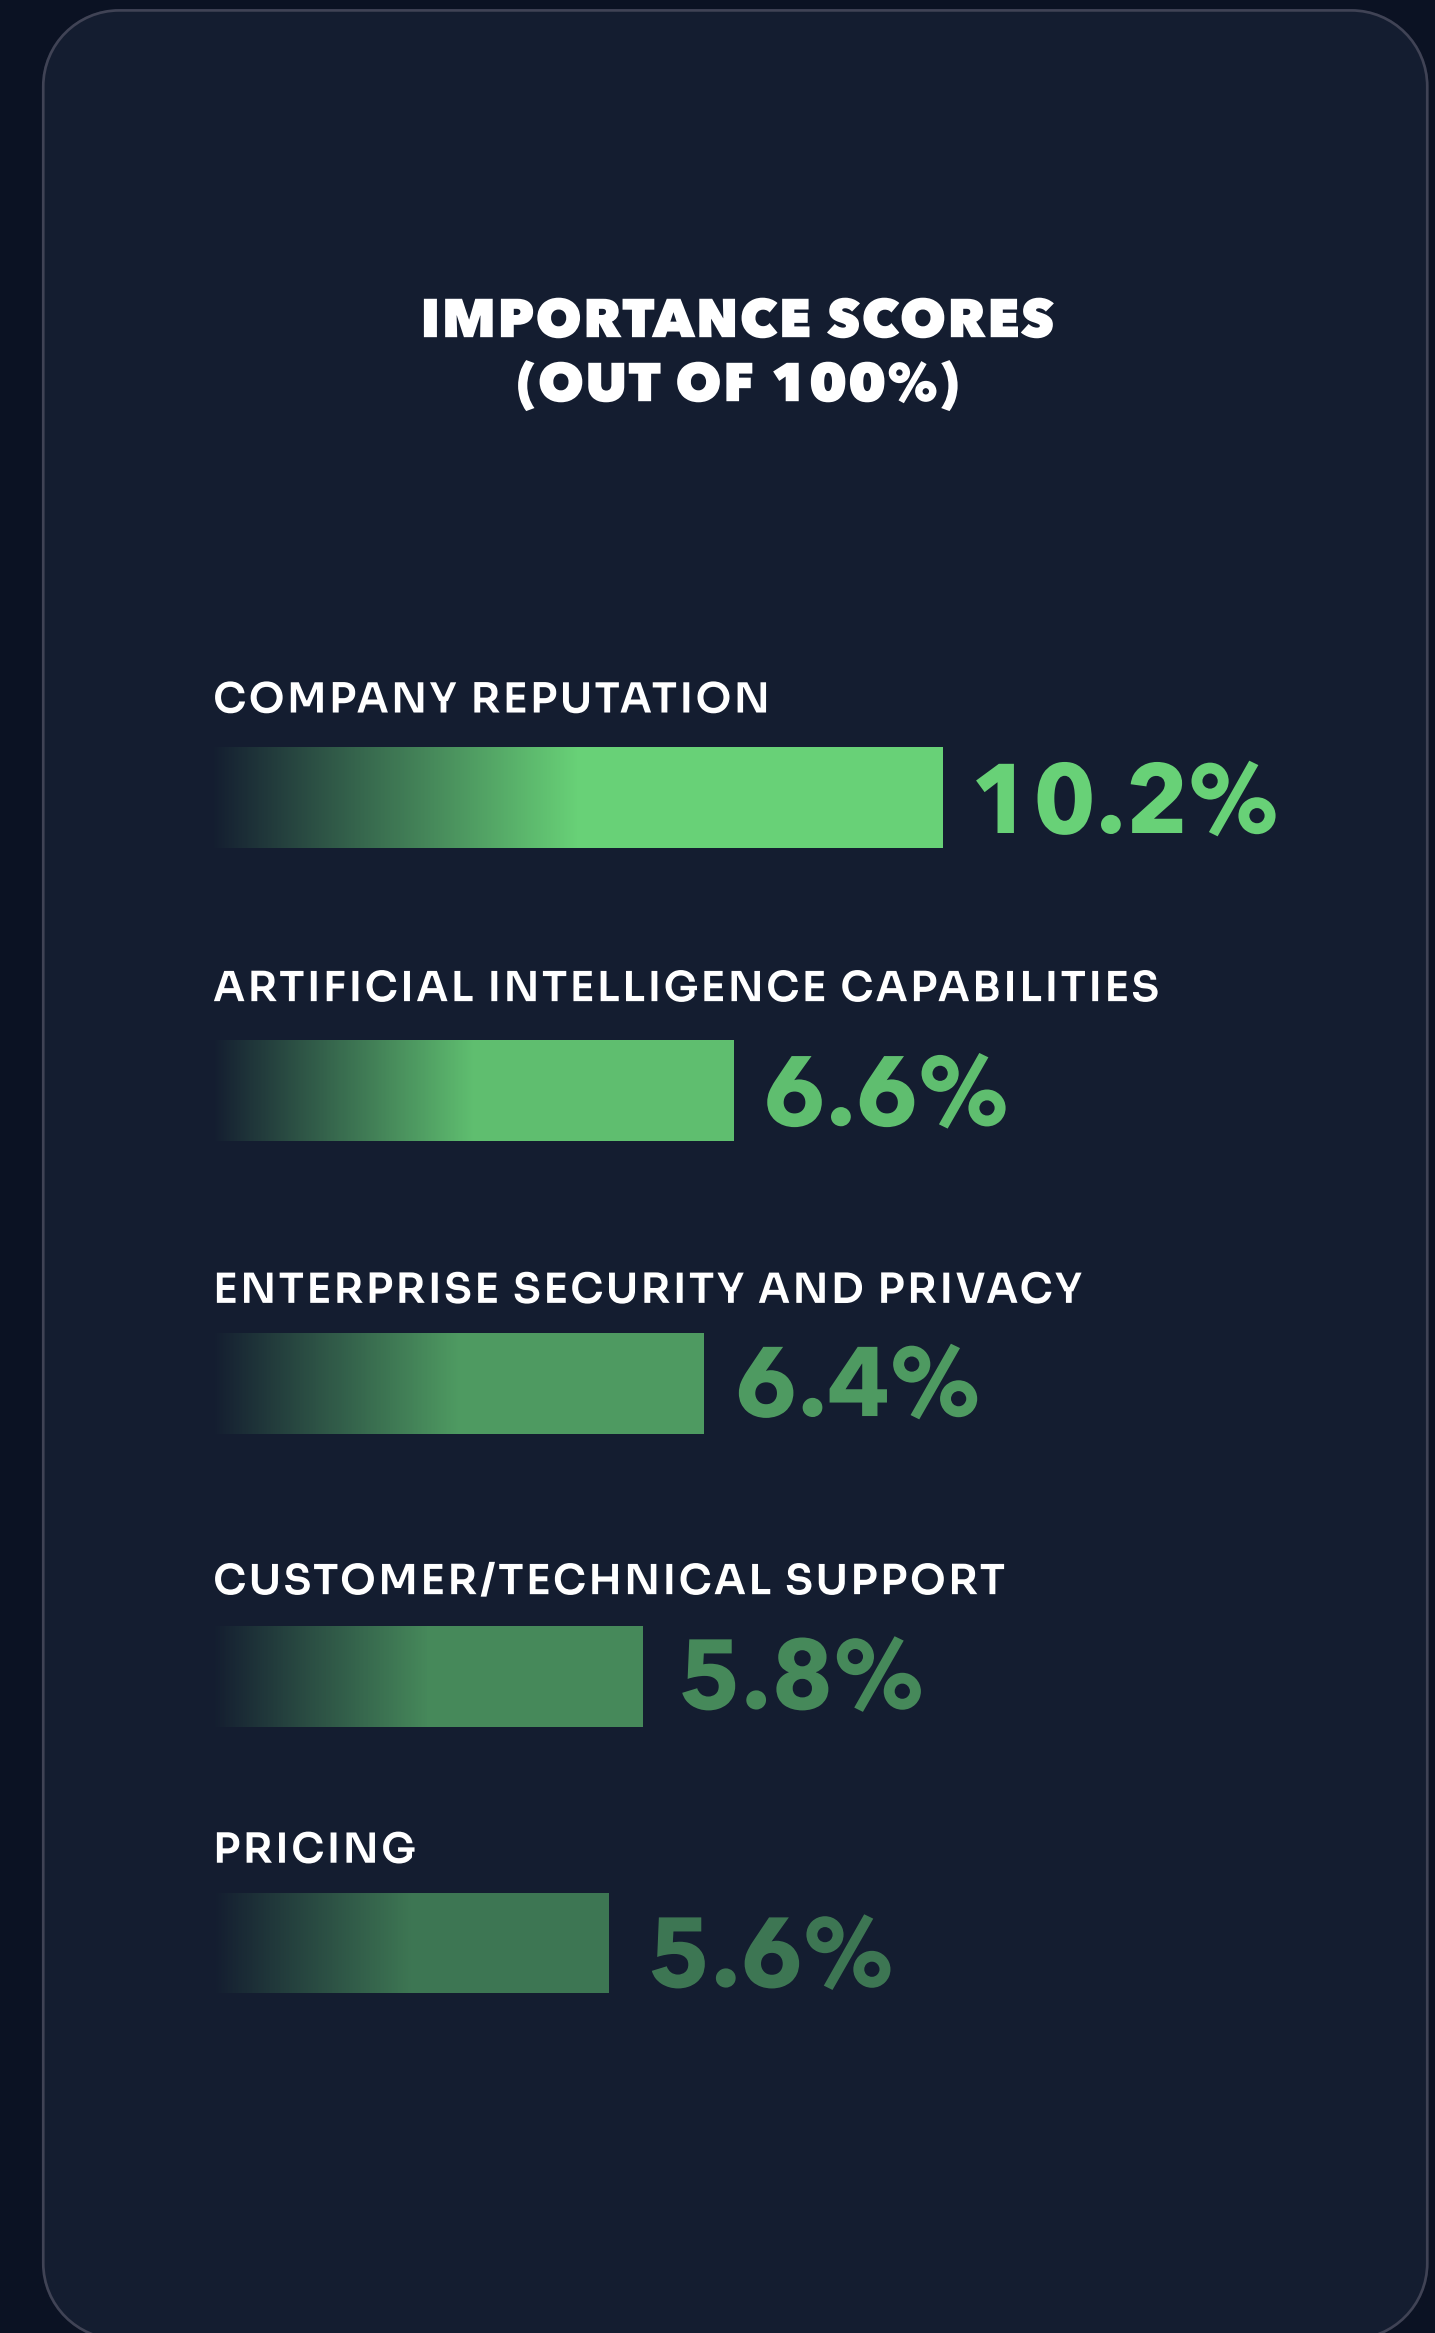 IMPORTANCE SCORES
(OUT OF 100%)
COMPANY REPUTATION
10.2%
ARTIFICIAL INTELLIGENCE CAPABILITIES
6.6%
ENTERPRISE SECURITY AND PRIVACY
6.4%
CUSTOMER/TECHNICAL SUPPORT
5.8%
PRICING
5.6%